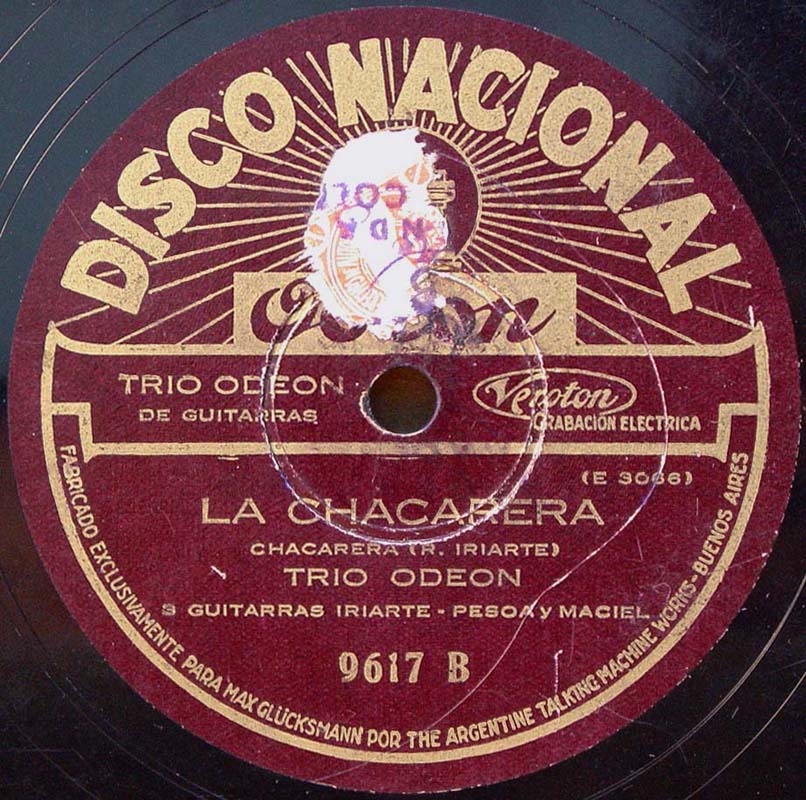 DISCO NACIONAL
TRIO ODEON
DE GUITARRAS
Veroton
GRABACIÓN ELECTRICA
(E 3066)
LA CHACARERA
CHACARERA (R. IRIARTE)
TRIO ODEON
3 GUITARRAS IRIARTE - PESOA y MACIEL
9617 B
FABRICADO EXCLUSIVAMENTE PARA MAX GLÜCKSMANN POR THE ARGENTINE TALKING MACHINE WORKS-BUENOS AIRES